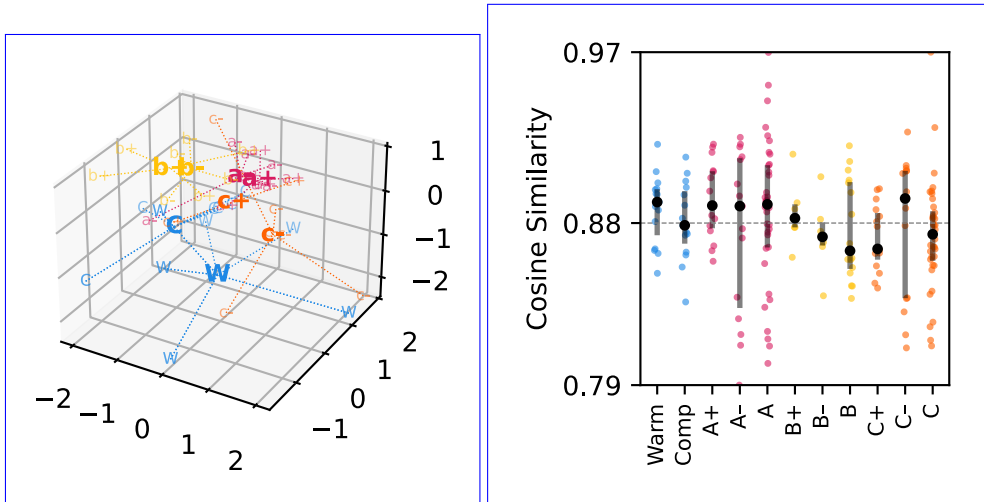 c-
b+
b-
a-
a+
b+
b+
b-
a-
a+
a+
c+
W
C
c-
W
c-
C
W
W
c-
W
W
1
0
−1
−2
2
1
0
−1
−2
−1
0
1
2
0.97
0.88
0.79
Cosine Similarity
Warm
Comp
A+
A-
A
B+
B-
B
C+
C-
C